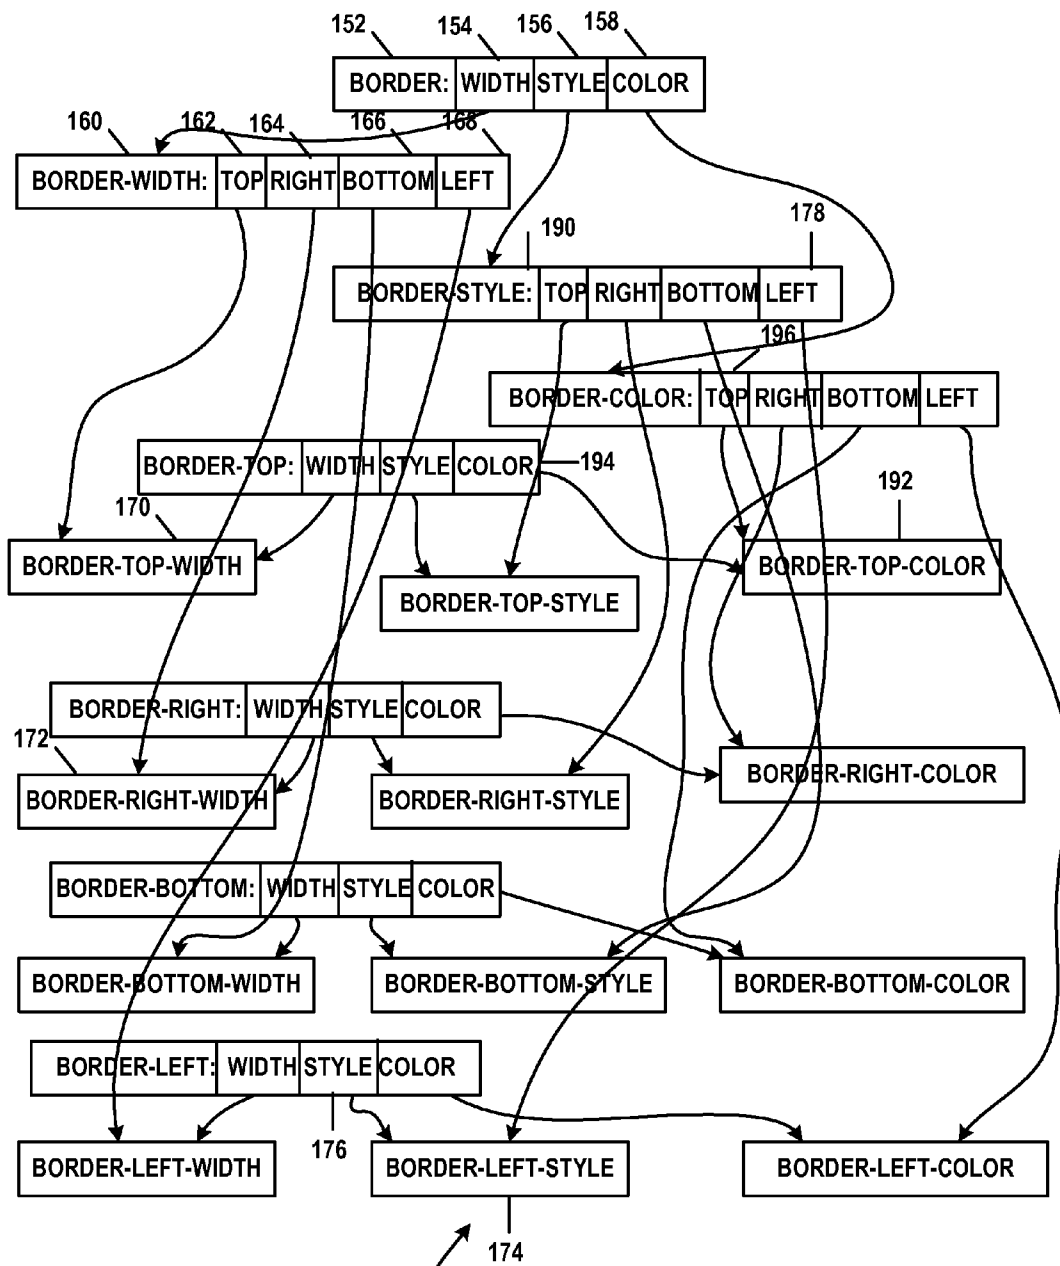 152 154 156 158
BORDER: WIDTH STYLE COLOR
160 162 164 166 168
BORDER-WIDTH: TOP RIGHT BOTTOM LEFT
190 178
BORDER-STYLE: TOP RIGHT BOTTOM LEFT
196
BORDER-COLOR: TOP RIGHT BOTTOM LEFT
BORDER-TOP: WIDTH STYLE COLOR 194
170 192
BORDER-TOP-WIDTH BORDER-TOP-COLOR
BORDER-TOP-STYLE
BORDER-RIGHT: WIDTH STYLE COLOR
172
BORDER-RIGHT-WIDTH BORDER-RIGHT-STYLE BORDER-RIGHT-COLOR
BORDER-BOTTOM: WIDTH STYLE COLOR
BORDER-BOTTOM-WIDTH BORDER-BOTTOM-STYLE BORDER-BOTTOM-COLOR
BORDER-LEFT: WIDTH STYLE COLOR
176
BORDER-LEFT-WIDTH BORDER-LEFT-STYLE BORDER-LEFT-COLOR
174